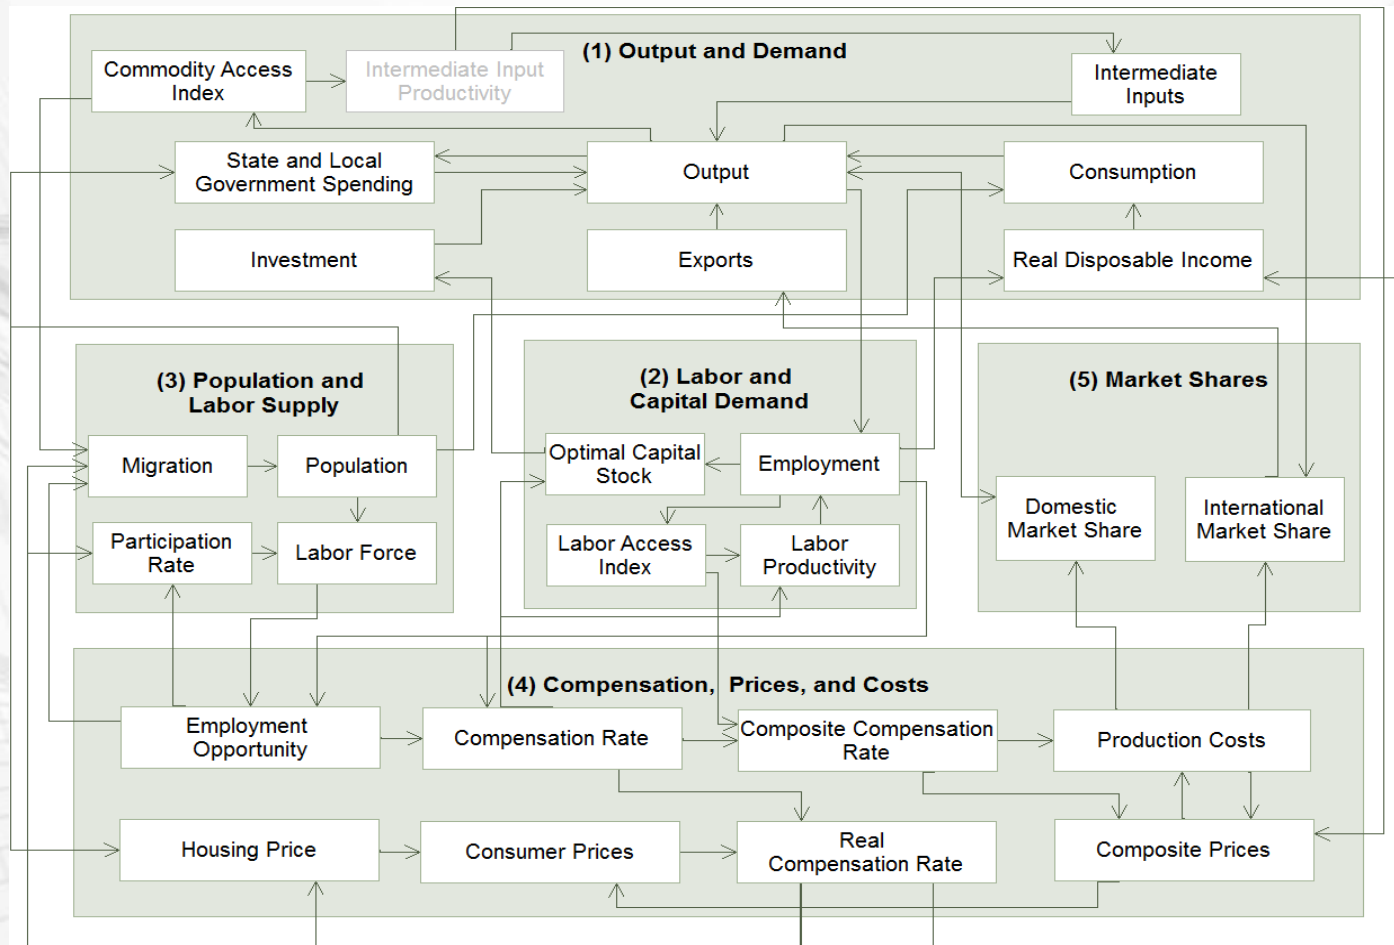 (1) Output and Demand
Commodity Access
Index
Intermediate Input
Productivity
Intermediate
Inputs
State and Local
Government Spending
Output
Consumption
Investment
Exports
Real Disposable Income
(3) Population and
Labor Supply
Migration
Population
Participation
Rate
Labor Force
(2) Labor and
Capital Demand
Optimal Capital
Stock
Employment
Labor Access
Index
Labor
Productivity
(5) Market Shares
Domestic
Market Share
International
Market Share
(4) Compensation, Prices, and Costs
Employment
Opportunity
Compensation Rate
Composite Compensation
Rate
Production Costs
Housing Price
Consumer Prices
Real
Compensation Rate
Composite Prices